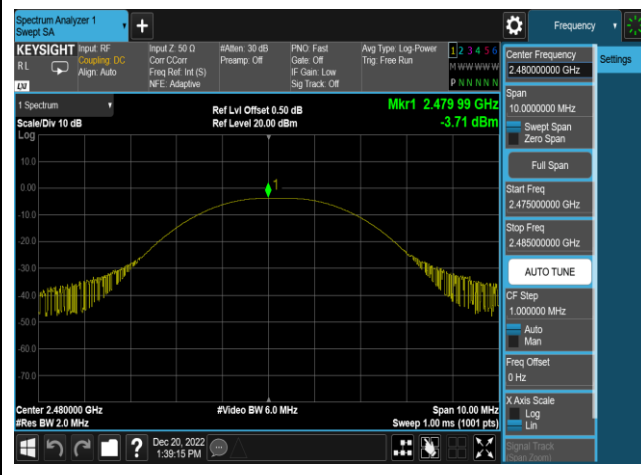 Spectrum Analyzer 1
Swept SA
+
Frequency
KEYSIGHT
RL
LXI
Input: RF
Coupling: DC
Align: Auto
Input Z: 50 Ω
Corr CCorr
Freq Ref: Int (S)
NFE: Adaptive
#Atten: 30 dB
Preamp: Off
PNO: Fast
Gate: Off
IF Gain: Low
Sig Track: Off
Avg Type: Log-Power
Trig: Free Run
1 2 3 4 5 6
M W W W W W
P N N N N N
Center Frequency
2.480000000 GHz
Settings
Span
10.0000000 MHz
Swept Span
Zero Span
Full Span
Start Freq
2.475000000 GHz
Stop Freq
2.485000000 GHz
AUTO TUNE
CF Step
1.000000 MHz
Auto
Man
Freq Offset
0 Hz
X Axis Scale
Log
Lin
Signal Track
(Span Zoom)
1 Spectrum
Scale/Div 10 dB
Log
Ref Lvl Offset 0.50 dB
Ref Level 20.00 dBm
Mkr1 2.479 99 GHz
-3.71 dBm
1
10.0
0.00
-10.0
-20.0
-30.0
-40.0
-50.0
-60.0
-70.0
Center 2.480000 GHz
#Res BW 2.0 MHz
#Video BW 6.0 MHz
Span 10.00 MHz
Sweep 1.00 ms (1001 pts)
?
Dec 20, 2022
1:39:15 PM